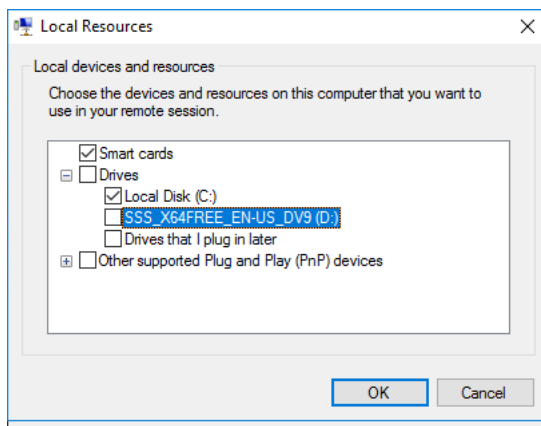 Local Resources
Local devices and resources
Choose the devices and resources on this computer that you want to
use in your remote session.
Smart cards
Drives
Local Disk (C:)
SSS_X64FREE_EN-US_DV9 (D:)
Drives that I plug in later
Other supported Plug and Play (PnP) devices
OK
Cancel